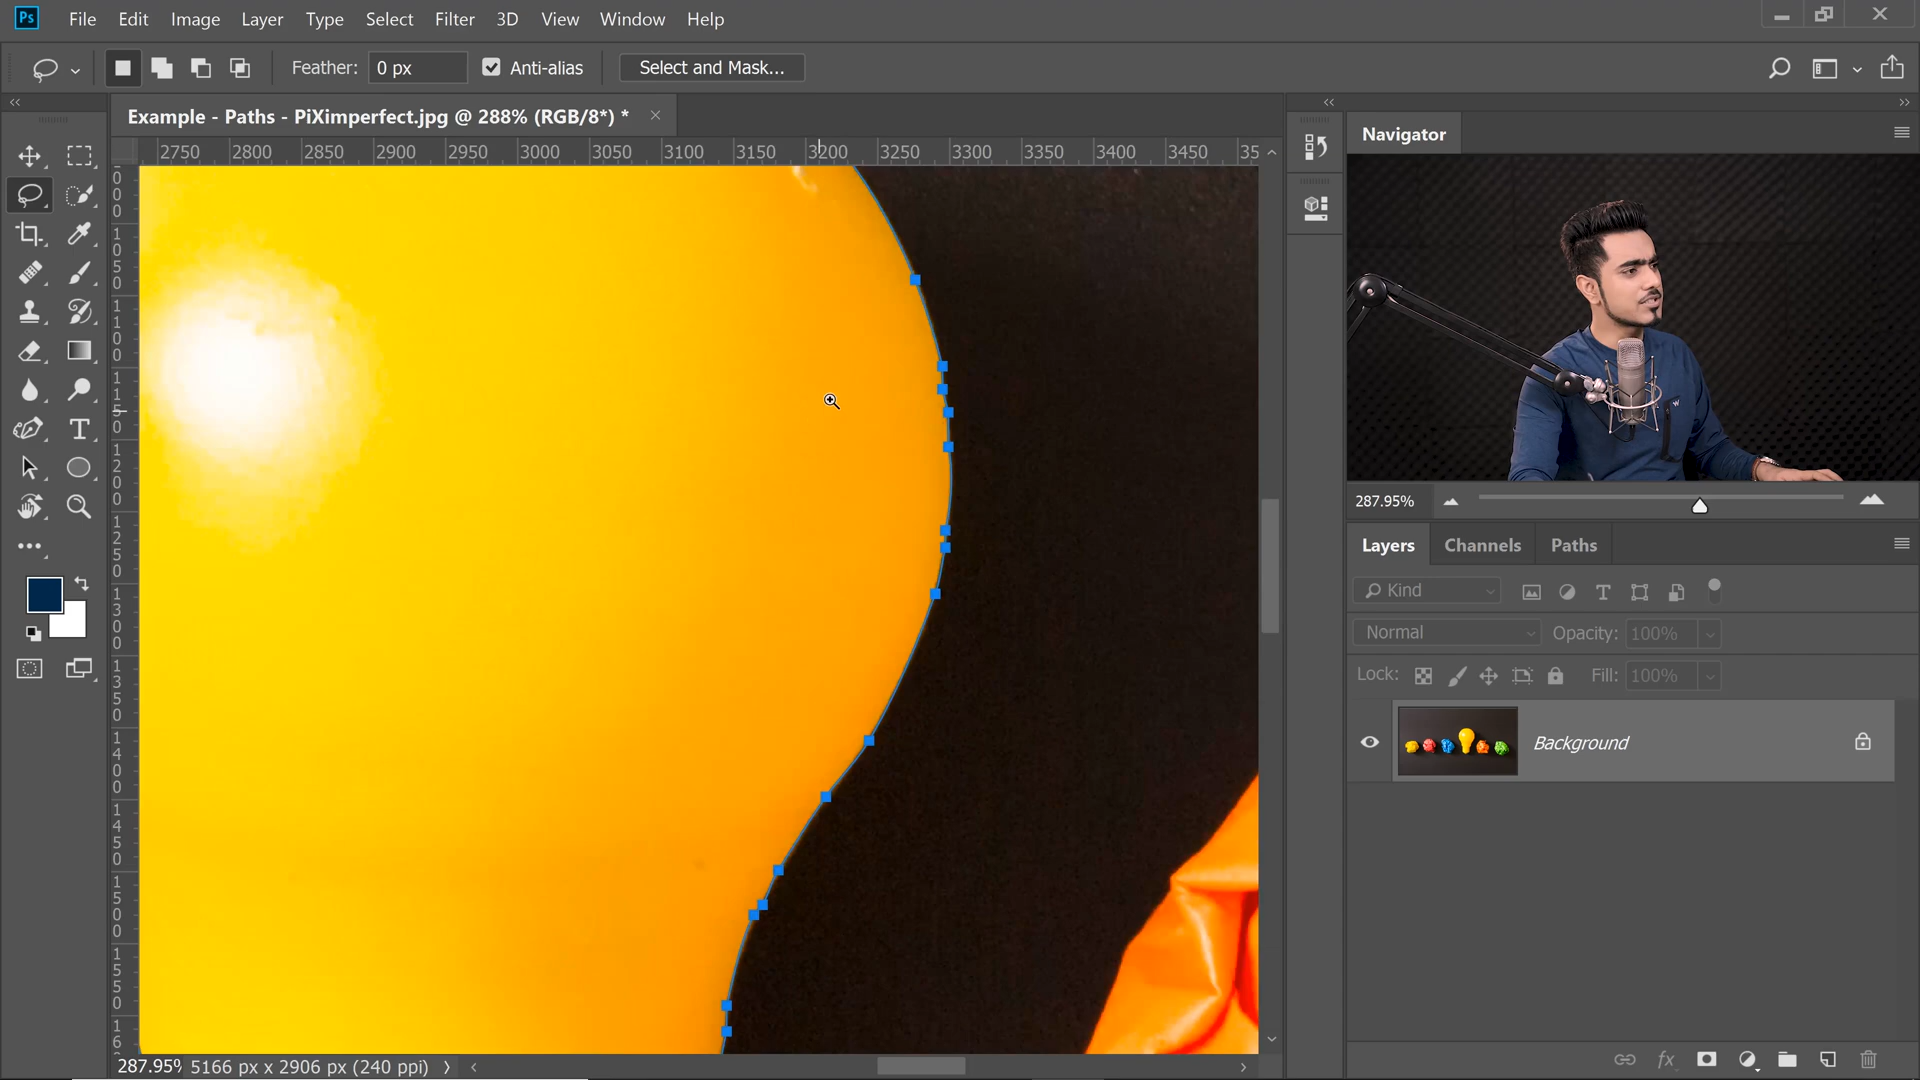 Ps File Edit Image Layer Type Select Filter 3D View Window Help
Feather: 0 px Anti-alias Select and Mask...
Example - Paths - PiXimperfect.jpg @ 288% (RGB/8*) *
2750 2800 2850 2900 2950 3000 3050 3100 3150 3200 3250 3300 3350 3400 3450 35
Navigator
287.95%
Layers Channels Paths
Kind
Normal Opacity: 100%
Lock: Fill: 100%
Background
fx
287.95% 5166 px x 2906 px (240 ppi)